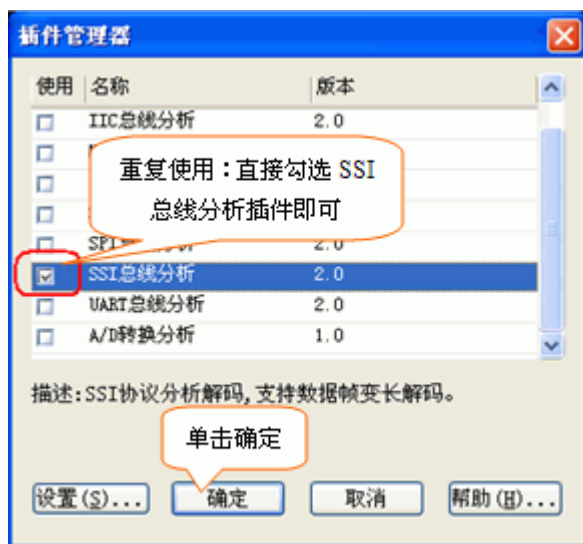 插件管理器
使用 名称 版本
IIC总线分析 2.0
重复使用：直接勾选 SSI
总线分析插件即可
2.0
SSI总线分析 2.0
UART总线分析 2.0
A/D转换分析 1.0
描述:SSI协议分析解码,支持数据帧变长解码。
单击确定
设置(S)... 确定 取消 帮助(H)...